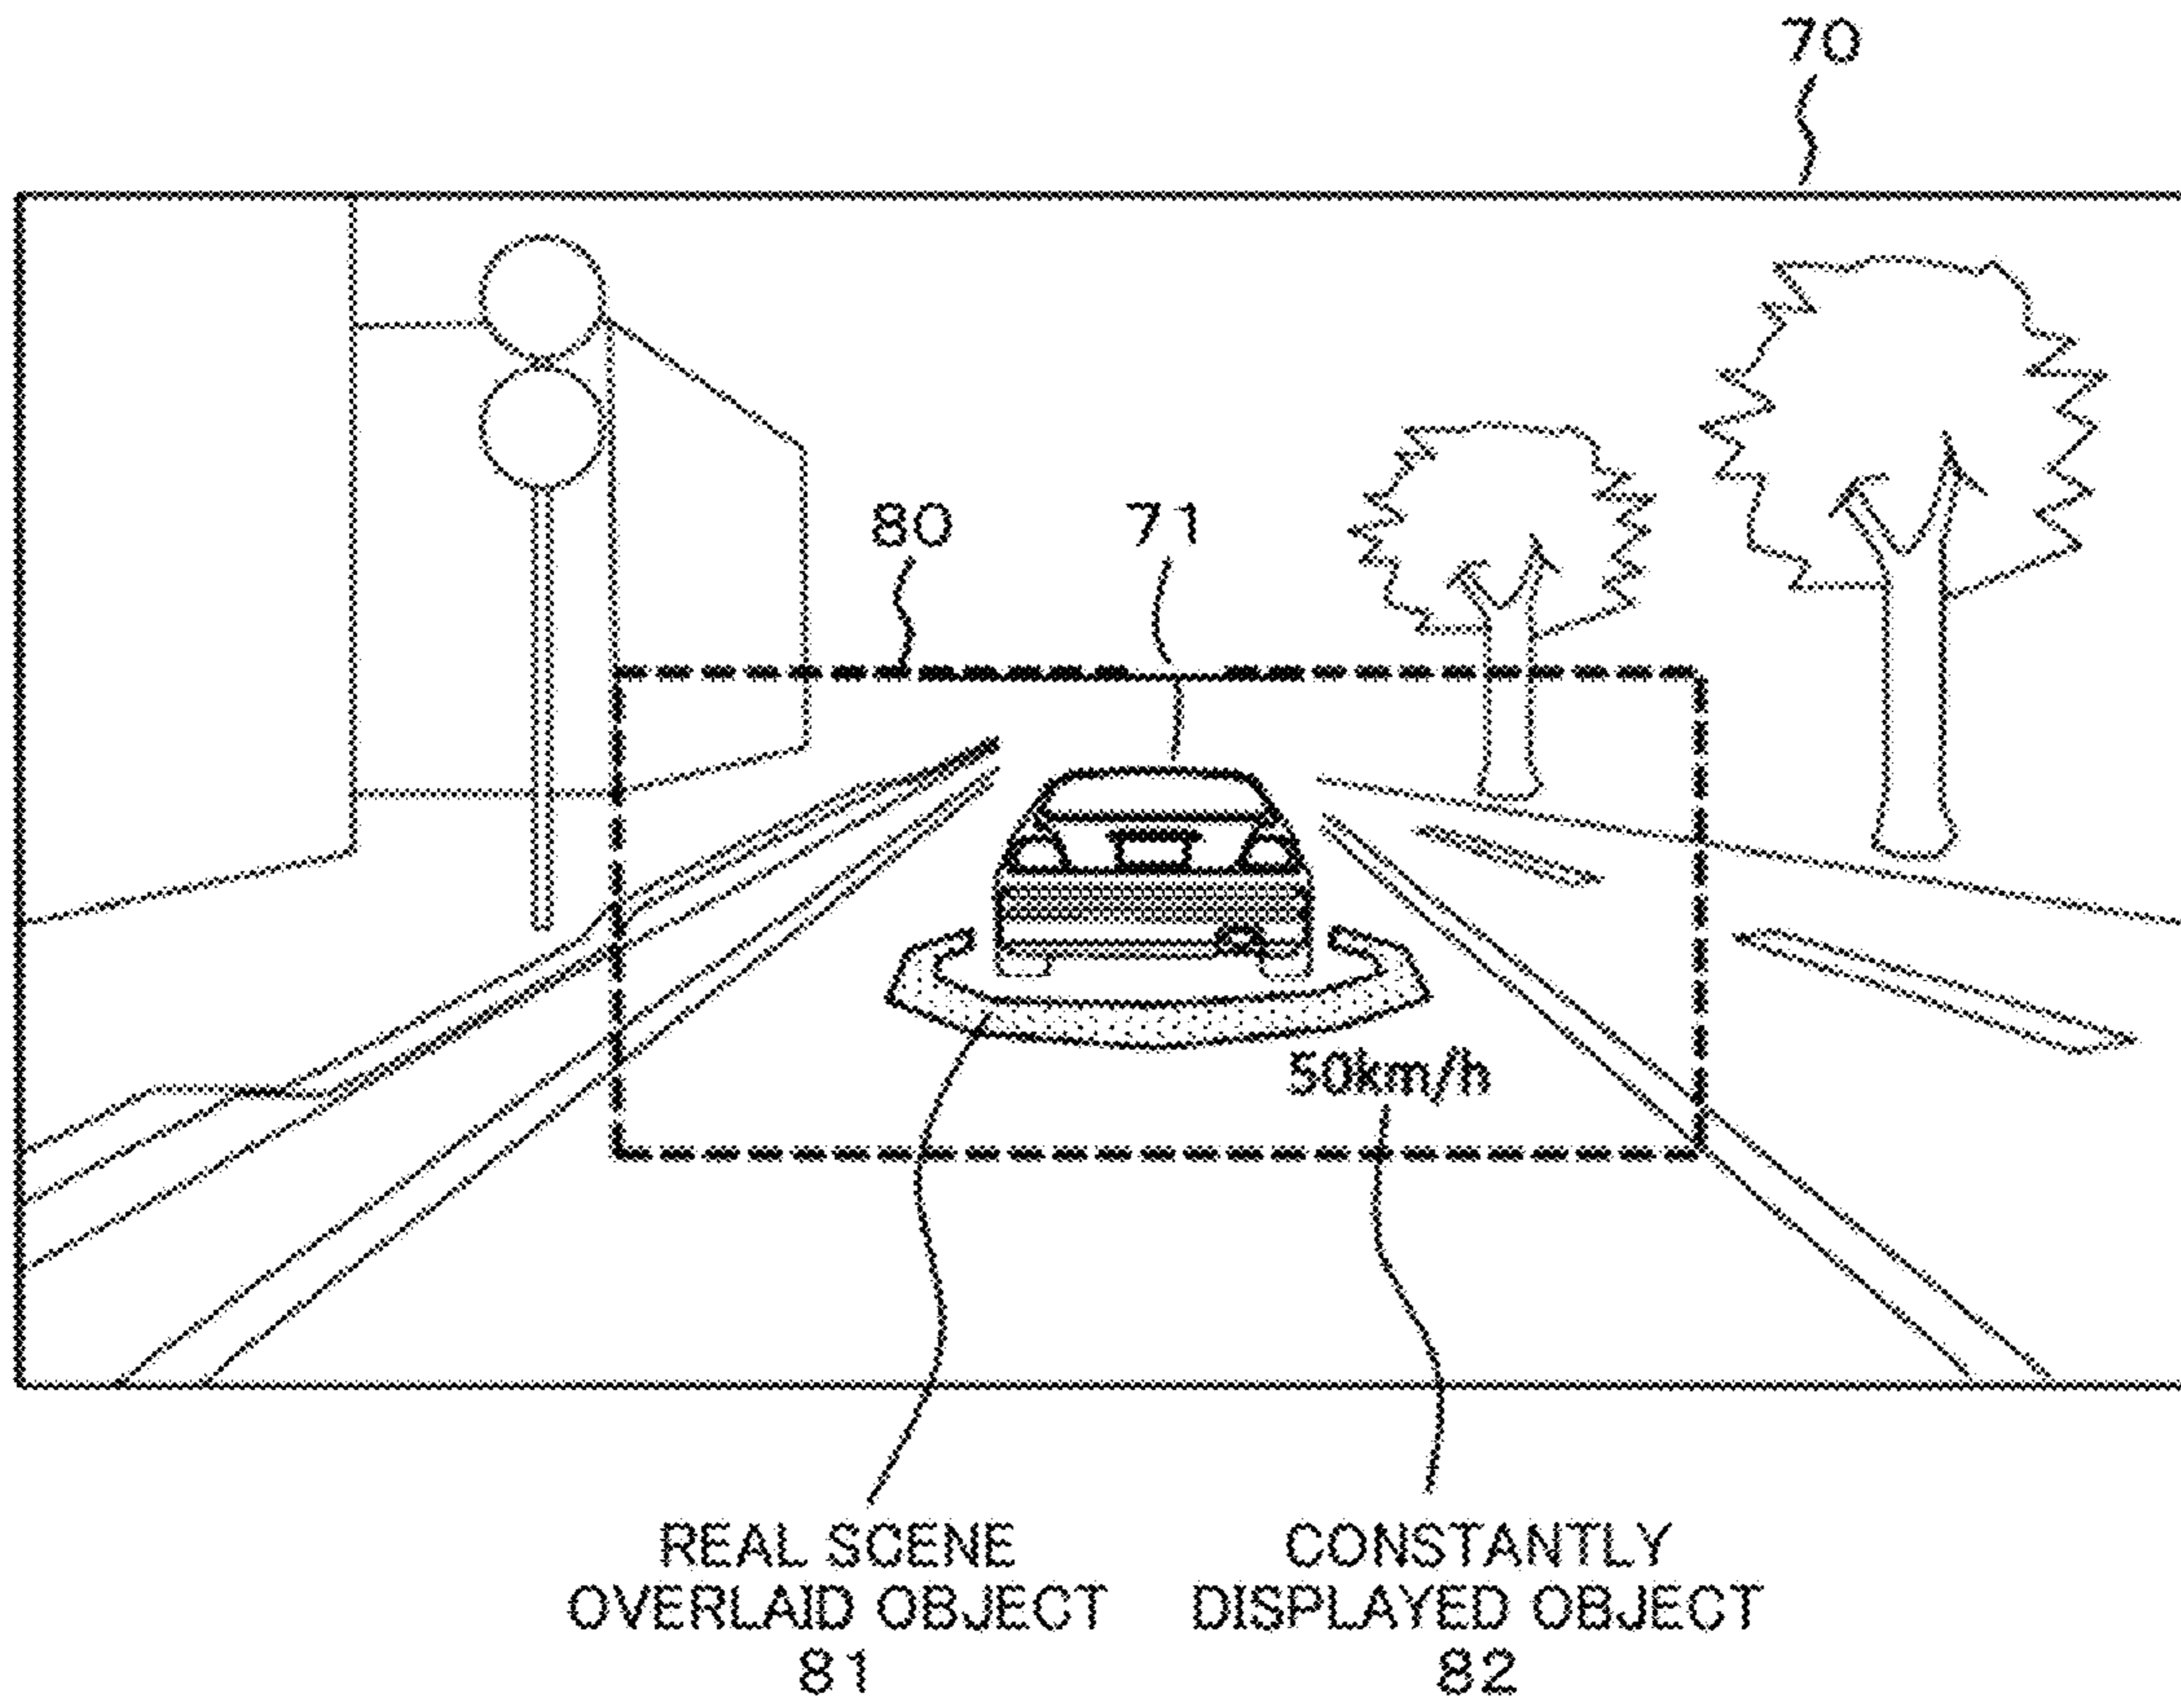 70
80
71
50km/h
REAL SCENE
OVERLAID OBJECT
81
CONSTANTLY
DISPLAYED OBJECT
82